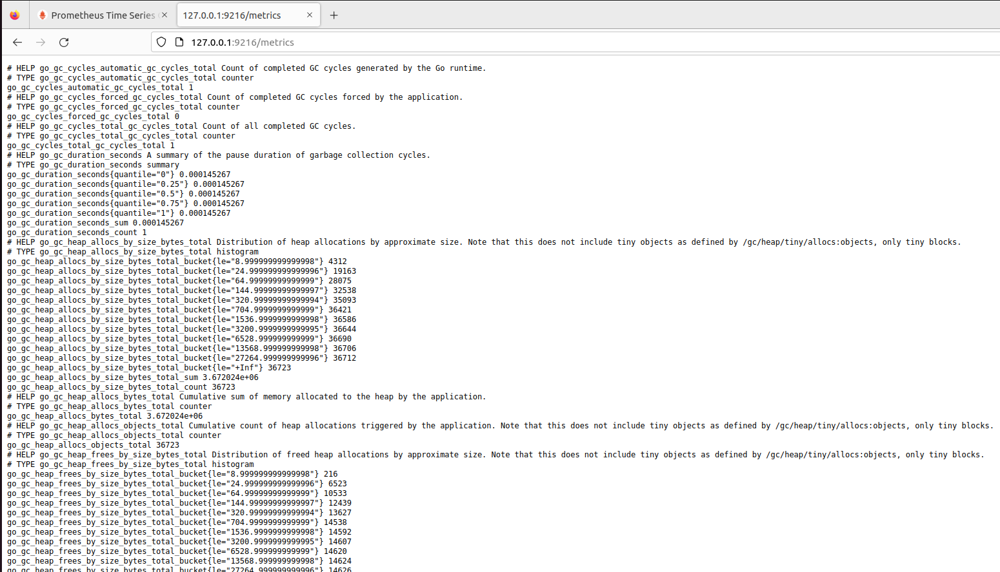 Prometheus Time Series
127.0.0.1:9216/metrics
127.0.0.1:9216/metrics
# HELP go_gc_cycles_automatic_gc_cycles_total Count of completed GC cycles generated by the Go runtime.
# TYPE go_gc_cycles_automatic_gc_cycles_total counter
go_gc_cycles_automatic_gc_cycles_total 1
# HELP go_gc_cycles_forced_gc_cycles_total Count of completed GC cycles forced by the application.
# TYPE go_gc_cycles_forced_gc_cycles_total counter
go_gc_cycles_forced_gc_cycles_total 0
# HELP go_gc_cycles_total_gc_cycles_total Count of all completed GC cycles.
# TYPE go_gc_cycles_total_gc_cycles_total counter
go_gc_cycles_total_gc_cycles_total 1
# HELP go_gc_duration_seconds A summary of the pause duration of garbage collection cycles.
# TYPE go_gc_duration_seconds summary
go_gc_duration_seconds{quantile="0"} 0.000145267
go_gc_duration_seconds{quantile="0.25"} 0.000145267
go_gc_duration_seconds{quantile="0.5"} 0.000145267
go_gc_duration_seconds{quantile="0.75"} 0.000145267
go_gc_duration_seconds{quantile="1"} 0.000145267
go_gc_duration_seconds_sum 0.000145267
go_gc_duration_seconds_count 1
# HELP go_gc_heap_allocs_by_size_bytes_total Distribution of heap allocations by approximate size. Note that this does not include tiny objects as defined by /gc/heap/tiny/allocs:objects, only tiny blocks.
# TYPE go_gc_heap_allocs_by_size_bytes_total histogram
go_gc_heap_allocs_by_size_bytes_total_bucket{le="8.999999999999998"} 4312
go_gc_heap_allocs_by_size_bytes_total_bucket{le="24.999999999999996"} 19163
go_gc_heap_allocs_by_size_bytes_total_bucket{le="64.99999999999999"} 28075
go_gc_heap_allocs_by_size_bytes_total_bucket{le="144.99999999999997"} 32538
go_gc_heap_allocs_by_size_bytes_total_bucket{le="320.99999999999994"} 35093
go_gc_heap_allocs_by_size_bytes_total_bucket{le="704.9999999999999"} 36421
go_gc_heap_allocs_by_size_bytes_total_bucket{le="1536.9999999999998"} 36586
go_gc_heap_allocs_by_size_bytes_total_bucket{le="3200.9999999999995"} 36644
go_gc_heap_allocs_by_size_bytes_total_bucket{le="6528.999999999999"} 36690
go_gc_heap_allocs_by_size_bytes_total_bucket{le="13568.999999999998"} 36706
go_gc_heap_allocs_by_size_bytes_total_bucket{le="27264.999999999996"} 36712
go_gc_heap_allocs_by_size_bytes_total_bucket{le="+Inf"} 36723
go_gc_heap_allocs_by_size_bytes_total_sum 3.672024e+06
go_gc_heap_allocs_by_size_bytes_total_count 36723
# HELP go_gc_heap_allocs_bytes_total Cumulative sum of memory allocated to the heap by the application.
# TYPE go_gc_heap_allocs_bytes_total counter
go_gc_heap_allocs_bytes_total 3.672024e+06
# HELP go_gc_heap_allocs_objects_total Cumulative count of heap allocations triggered by the application. Note that this does not include tiny objects as defined by /gc/heap/tiny/allocs:objects, only tiny blocks.
# TYPE go_gc_heap_allocs_objects_total counter
go_gc_heap_allocs_objects_total 36723
# HELP go_gc_heap_frees_by_size_bytes_total Distribution of freed heap allocations by approximate size. Note that this does not include tiny objects as defined by /gc/heap/tiny/allocs:objects, only tiny blocks.
# TYPE go_gc_heap_frees_by_size_bytes_total histogram
go_gc_heap_frees_by_size_bytes_total_bucket{le="8.999999999999998"} 216
go_gc_heap_frees_by_size_bytes_total_bucket{le="24.999999999999996"} 6523
go_gc_heap_frees_by_size_bytes_total_bucket{le="64.99999999999999"} 10533
go_gc_heap_frees_by_size_bytes_total_bucket{le="144.99999999999997"} 12439
go_gc_heap_frees_by_size_bytes_total_bucket{le="320.99999999999994"} 13627
go_gc_heap_frees_by_size_bytes_total_bucket{le="704.9999999999999"} 14538
go_gc_heap_frees_by_size_bytes_total_bucket{le="1536.9999999999998"} 14592
go_gc_heap_frees_by_size_bytes_total_bucket{le="3200.9999999999995"} 14607
go_gc_heap_frees_by_size_bytes_total_bucket{le="6528.999999999999"} 14620
go_gc_heap_frees_by_size_bytes_total_bucket{le="13568.999999999998"} 14624
go_gc_heap_frees_by_size_bytes_total_bucket{le="27264.999999999996"} 14626